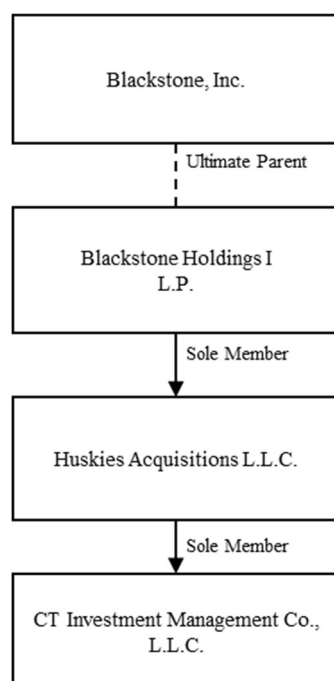 Blackstone, Inc.
Ultimate Parent
Blackstone Holdings I
L.P.
Sole Member
Huskies Acquisitions L.L.C.
Sole Member
CT Investment Management Co.,
L.L.C.